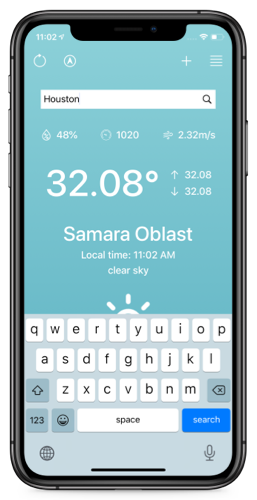 11:02
A
Houston
48%
1020
2.32m/s
32.08°
↑ 32.08
↓ 32.08
Samara Oblast
Local time: 11:02 AM
clear sky
q w e r t y u i o p
a s d f g h j k l
z x c v b n m
123
space
search